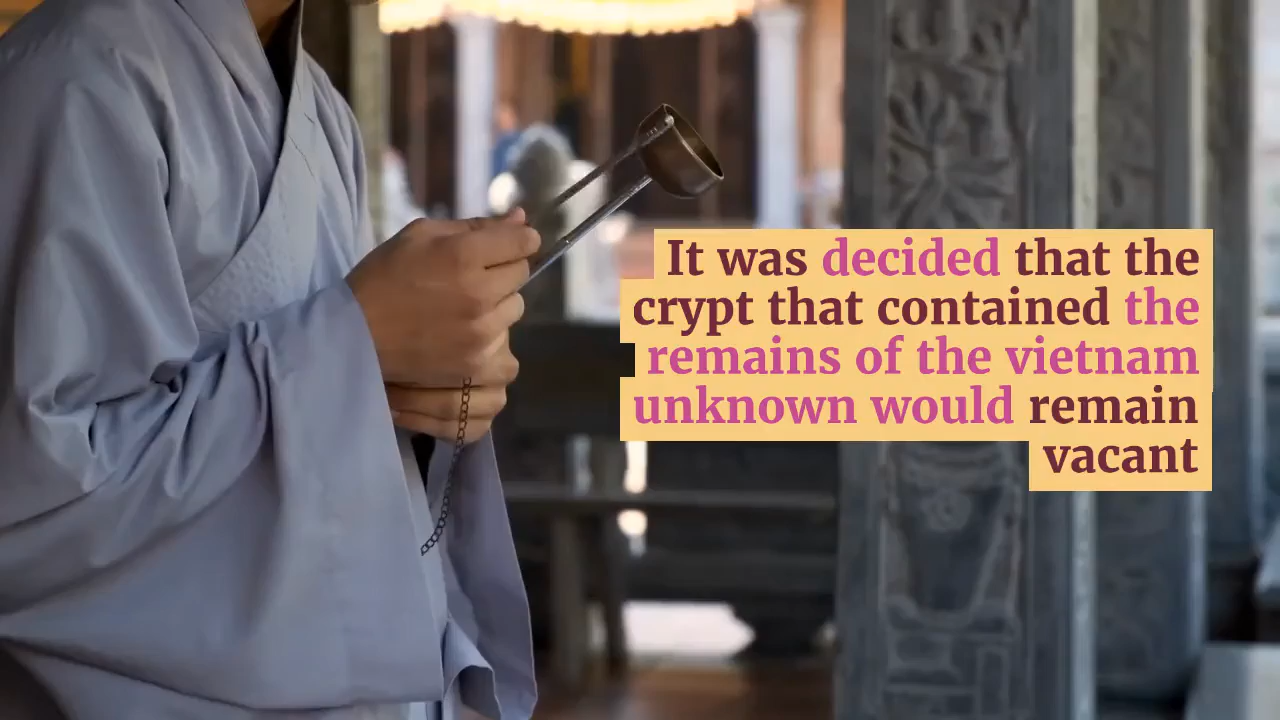 It was decided that the
crypt that contained the
remains of the vietnam
unknown would remain
vacant